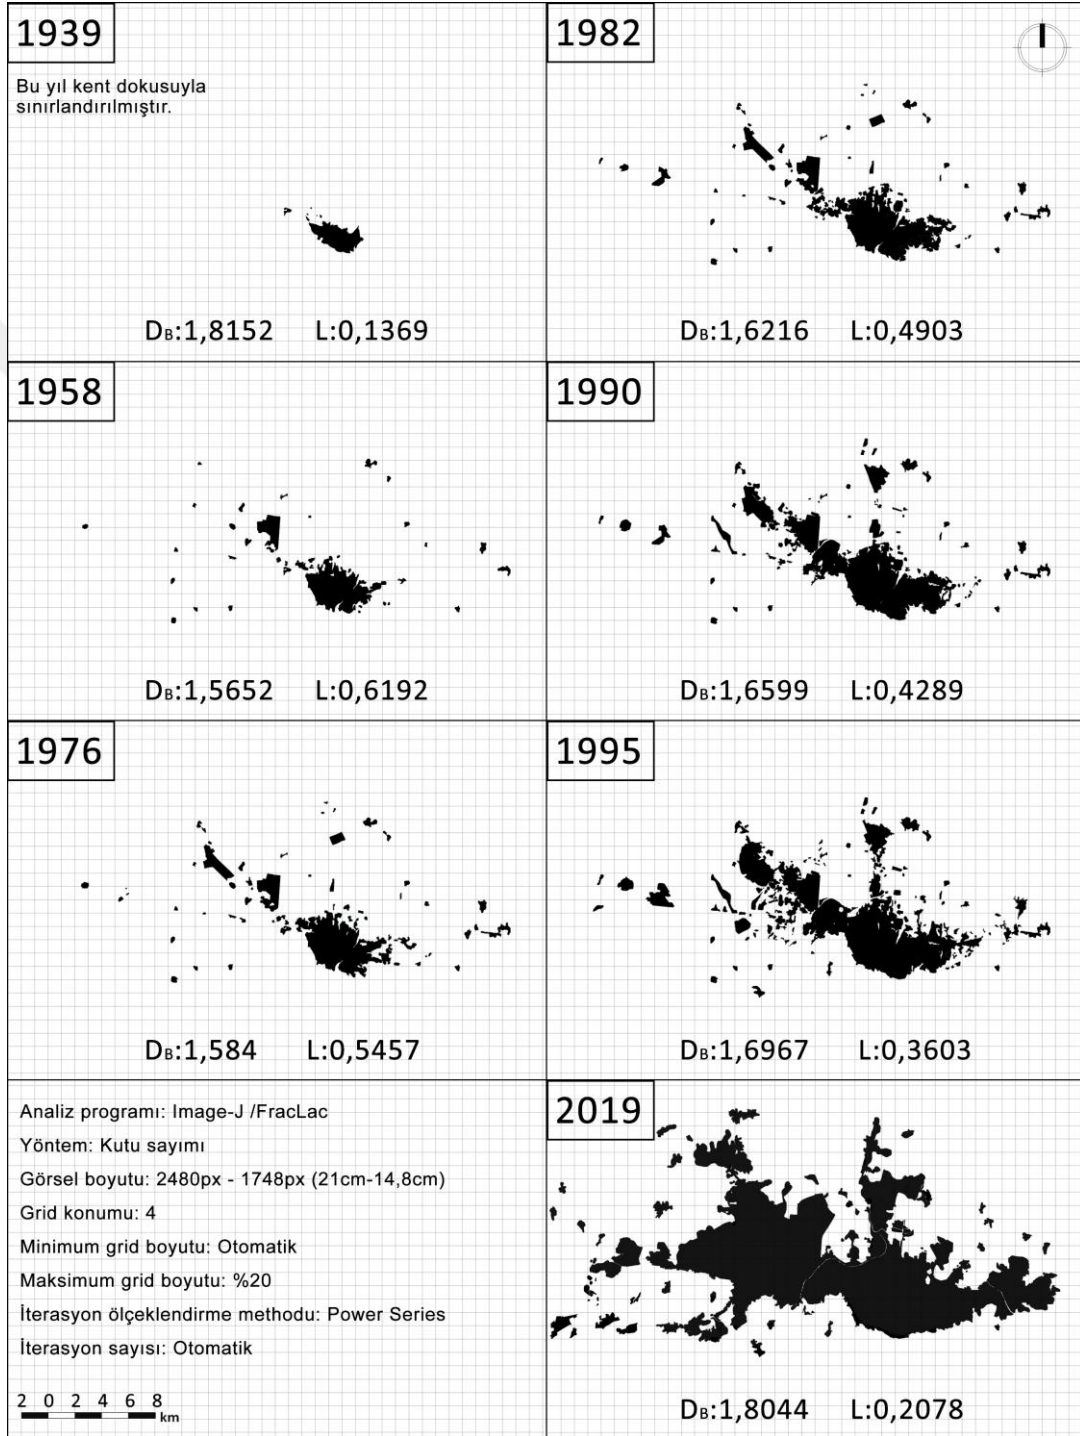 1939
Bu yıl kent dokusuyla
sınırlandırılmıştır.
DB:1,8152 L:0,1369
1958
DB:1,5652 L:0,6192
1976
DB:1,584 L:0,5457
1982
DB:1,6216 L:0,4903
1990
DB:1,6599 L:0,4289
1995
DB:1,6967 L:0,3603
Analiz programı: Image-J /FracLac
Yöntem: Kutu sayımı
Görsel boyutu: 2480px - 1748px (21cm-14,8cm)
Grid konumu: 4
Minimum grid boyutu: Otomatik
Maksimum grid boyutu: %20
İterasyon ölçeklendirme methodu: Power Series
İterasyon sayısı: Otomatik
2 0 2 4 6 8
km
2019
DB:1,8044 L:0,2078